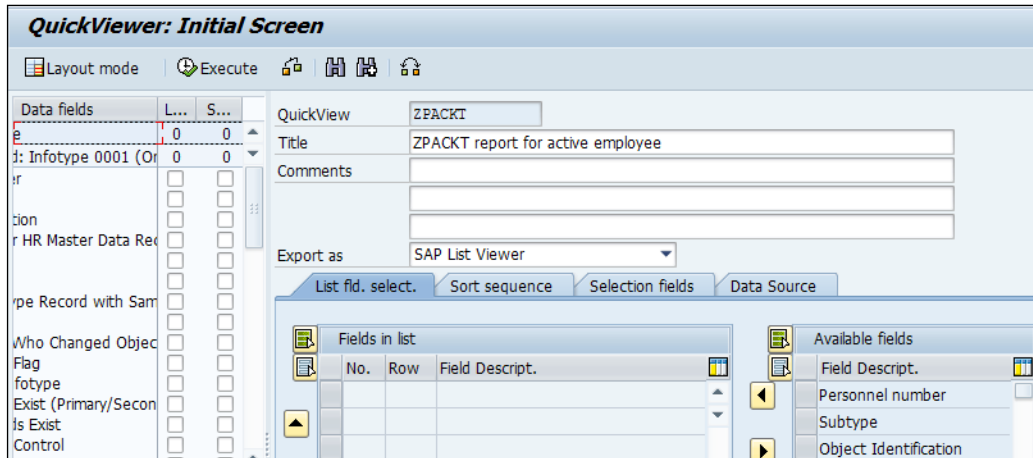 QuickViewer: Initial Screen
Layout mode Execute
Data fields L... S...
e 0 0
d: Infotype 0001 (Or 0 0
er
tion
r HR Master Data Rec
ype Record with Sam
Who Changed Objec
Flag
fotype
Exist (Primary/Secon
ds Exist
Control
QuickView ZPACKT
Title ZPACKT report for active employee
Comments
Export as SAP List Viewer
List fld. select. Sort sequence Selection fields Data Source
Fields in list
No. Row Field Descript.
Available fields
Field Descript.
Personnel number
Subtype
Object Identification